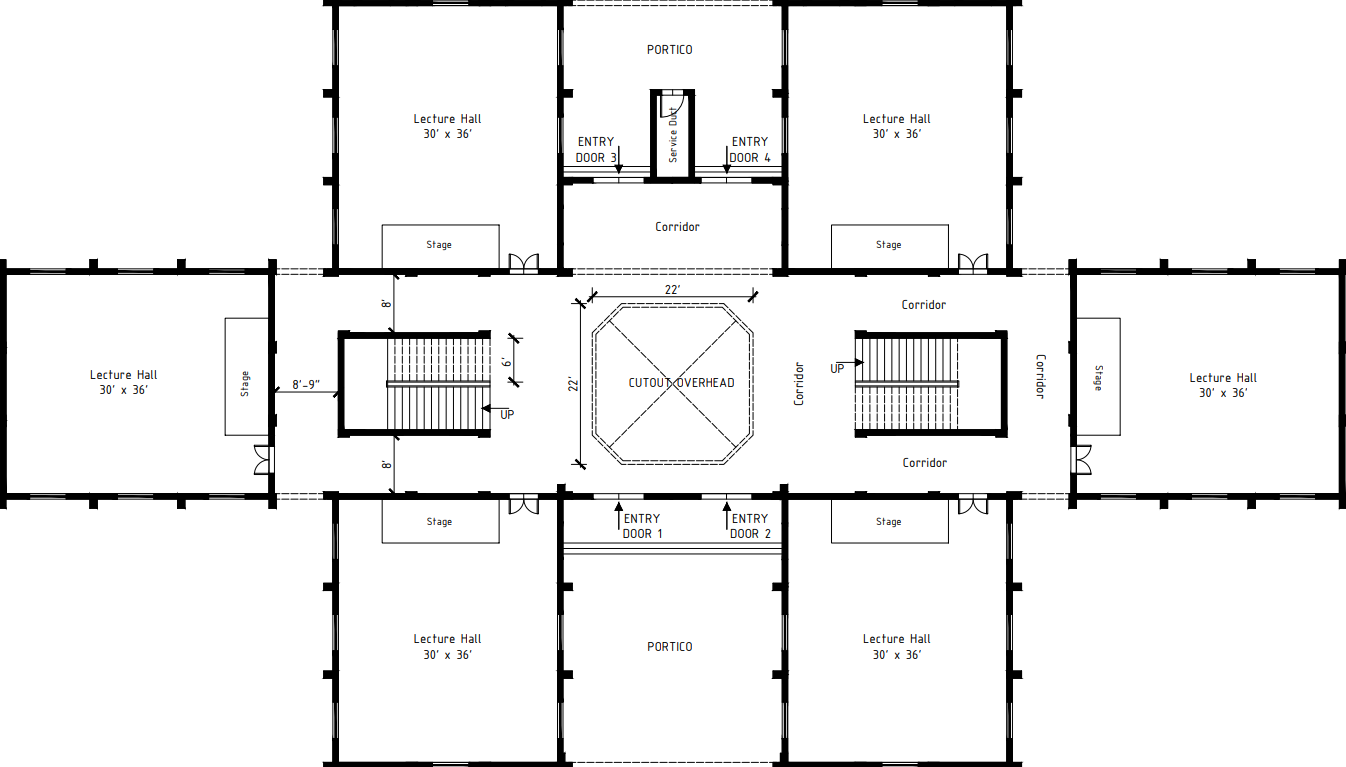 PORTICO
Lecture Hall
30' x 36'
Lecture Hall
30' x 36'
Service Duct
ENTRY
DOOR 3
ENTRY
DOOR 4
Corridor
Stage
Stage
22'
8'
Corridor
6'
22'
Lecture Hall
30' x 36'
Stage
8'-9"
CUTOUT OVERHEAD
Corridor
UP
Corridor
Stage
Lecture Hall
30' x 36'
UP
8'
Corridor
Stage
ENTRY
DOOR 1
ENTRY
DOOR 2
Stage
Lecture Hall
30' x 36'
PORTICO
Lecture Hall
30' x 36'